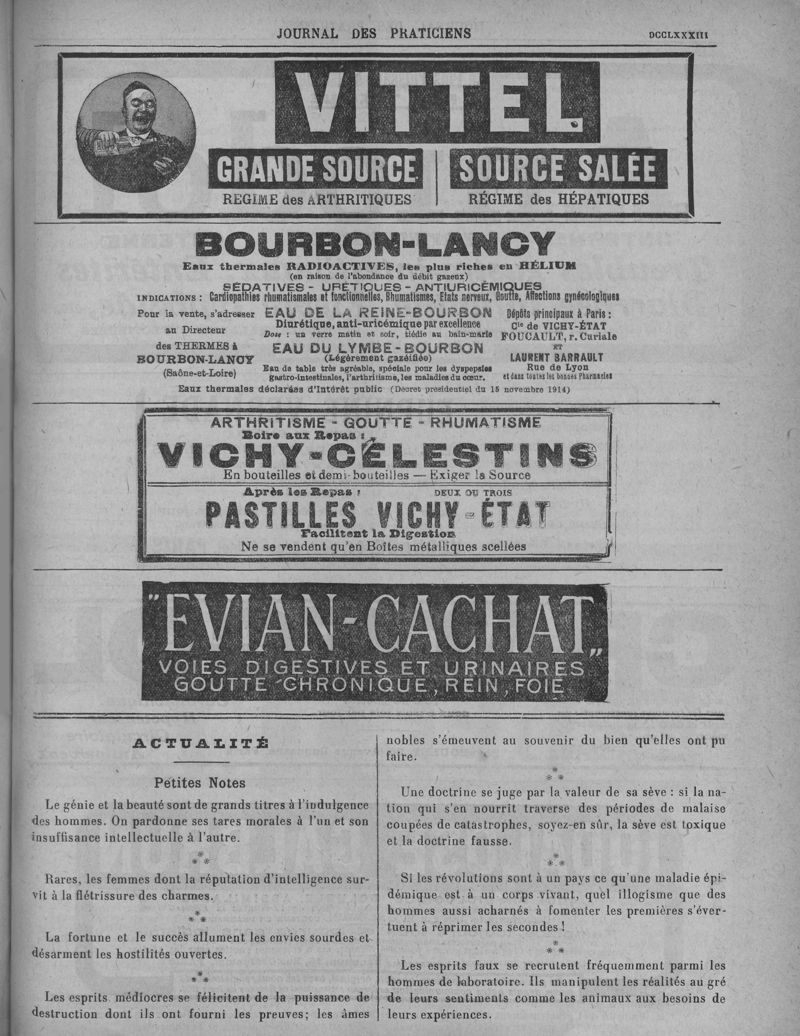 JOURNAL DES PRATICIENS
DCCLXXXIII
VITTEL
GRANDE SOURCE
SOURCE SALÉE
REGIME des ARTHRITIQUES
RÉGIME des HÉPATIQUES
BOURBON-LANCY
Eaux thermales RADIOACTIVES, les plus riches en HÉLIUM
(en raison de l'abondance du débit gazeux)
SÉDATIVES - URÉTIQUES - ANTIURICÉMIQUES
INDICATIONS : Cardiopathies rhumatismales et fonctionnelles, Rhumatismes, Etats nerveux, Goutte, Affections gynécologiques
Pour la vente, s'adresser
au Directeur
des THERMES à
BOURBON-LANCY
(Saône-et-Loire)
EAU DE LA REINE-BOURBON
Diurétique, anti-uricémique par excellence
Dose : un verre matin et soir, tiédie au bain-marie
EAU DU LYMBE-BOURBON
(Légèrement gazéifiée)
Eau de table très agréable, spéciale pour les dyspepsies
gastro-intestinales, l'arthritisme, les maladies du cœur.
Dépôts principaux à Paris :
Cie de VICHY-ÉTAT
FOUCAULT, r. Curiale
ET
LAURENT BARRAULT
Rue de Lyon
et dans toutes les bonnes Pharmacies
Eaux thermales déclarées d'Intérêt public (Décret présidentiel du 15 novembre 1914)
ARTHRITISME - GOUTTE - RHUMATISME
Boire aux Repas :
VICHY-CÉLESTINS
En bouteilles et demi-bouteilles — Exiger la Source
Après les Repas : DEUX OU TROIS
PASTILLES VICHY-ÉTAT
Facilitent la Digestion
Ne se vendent qu'en Boîtes métalliques scellées
"EVIAN-CACHAT„
VOIES DIGESTIVES ET URINAIRES
GOUTTE CHRONIQUE, REIN, FOIE
ACTUALITÉ
Petites Notes
Le génie et la beauté sont de grands titres à l'indulgence
des hommes. On pardonne ses tares morales à l'un et son
insuffisance intellectuelle à l'autre.
*
* *
Rares, les femmes dont la réputation d'intelligence sur-
vit à la flétrissure des charmes.
*
* *
La fortune et le succès allument les envies sourdes et
désarment les hostilités ouvertes.
*
* *
Les esprits médiocres se félicitent de la puissance de
destruction dont ils ont fourni les preuves; les âmes
nobles s'émeuvent au souvenir du bien qu'elles ont pu
faire.
*
* *
Une doctrine se juge par la valeur de sa sève : si la na-
tion qui s'en nourrit traverse des périodes de malaise
coupées de catastrophes, soyez-en sûr, la sève est toxique
et la doctrine fausse.
*
* *
Si les révolutions sont à un pays ce qu'une maladie épi-
démique est à un corps vivant, quel illogisme que des
hommes aussi acharnés à fomenter les premières s'éver-
tuent à réprimer les secondes !
*
* *
Les esprits faux se recrutent fréquemment parmi les
hommes de laboratoire. Ils manipulent les réalités au gré
de leurs sentiments comme les animaux aux besoins de
leurs expériences.